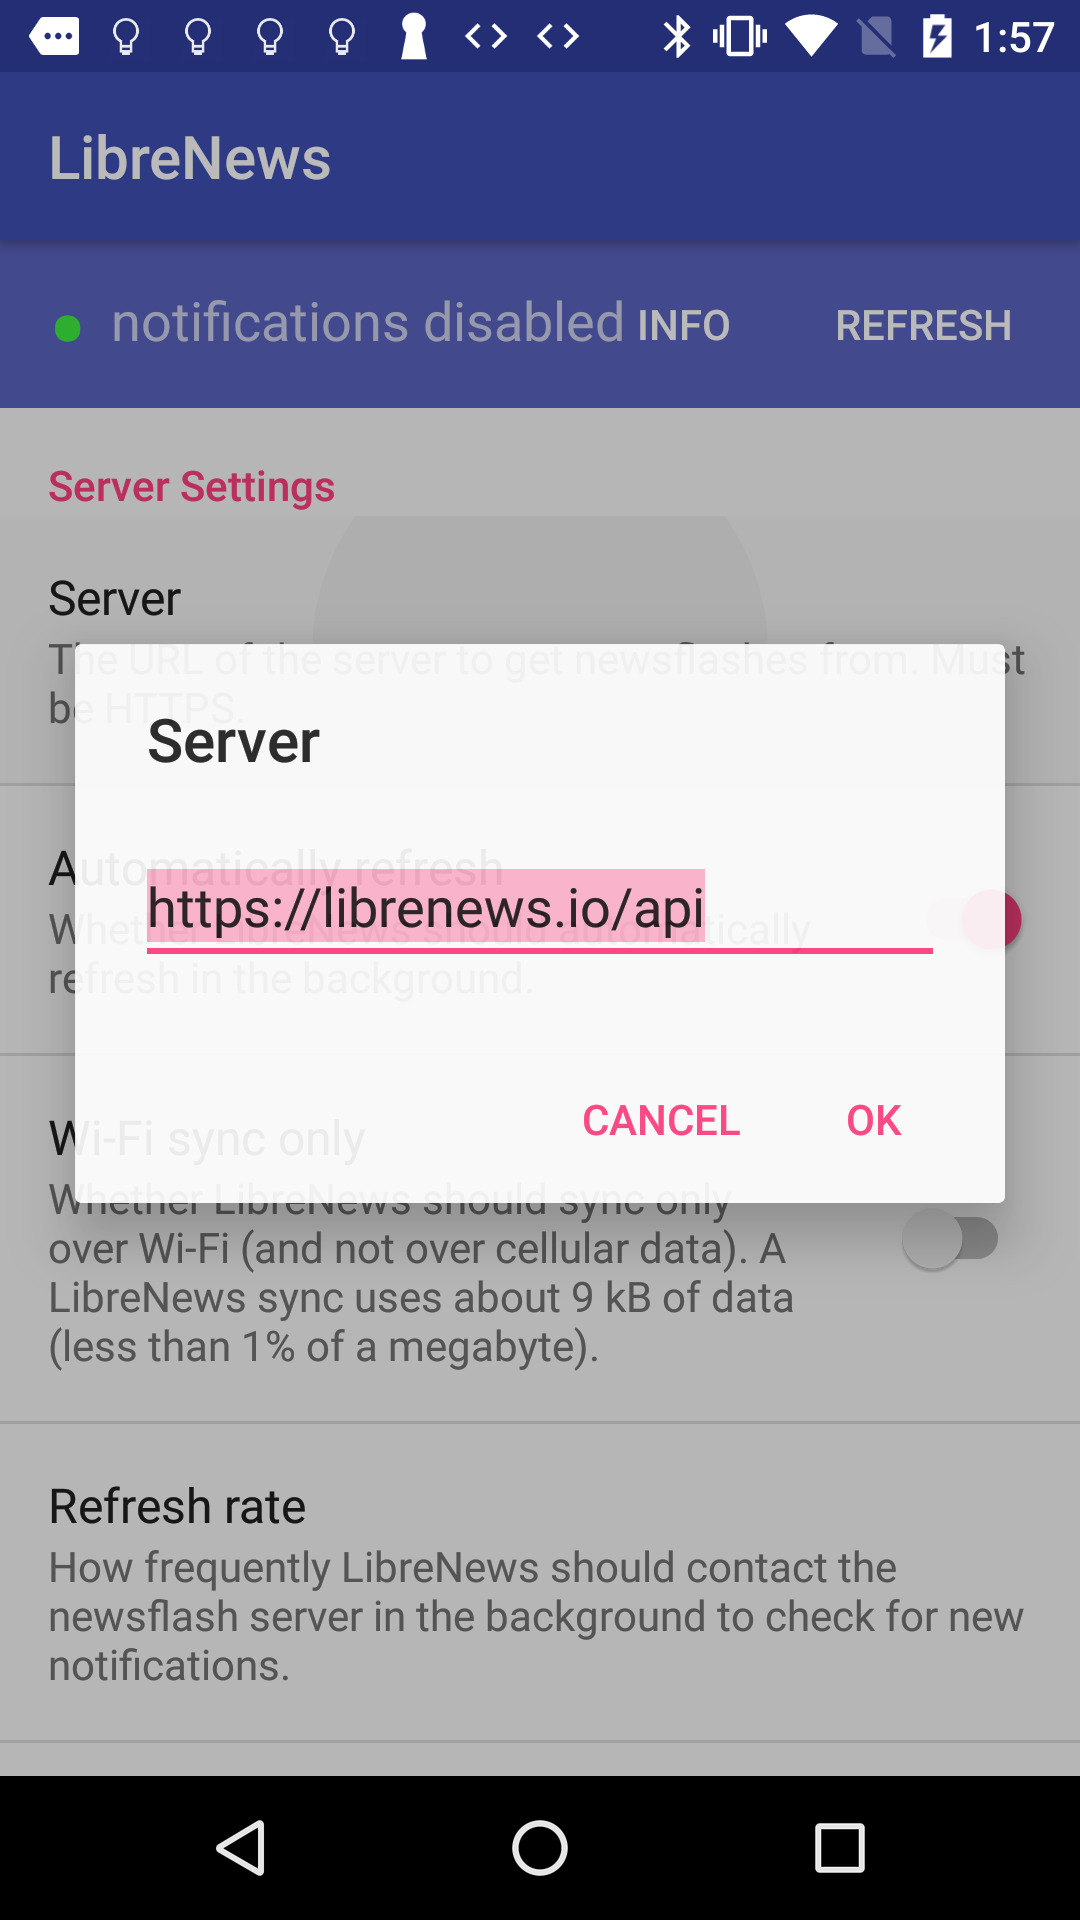 1:57
LibreNews
notifications disabled INFO REFRESH
Server Settings
Server
The URL of the server to get newsflashes from. Must
be HTTPS.
Server
Automatically refresh
https://librenews.io/api
Whether LibreNews should automatically
refresh in the background.
CANCEL OK
Wi-Fi sync only
Whether LibreNews should sync only
over Wi-Fi (and not over cellular data). A
LibreNews sync uses about 9 kB of data
(less than 1% of a megabyte).
Refresh rate
How frequently LibreNews should contact the
newsflash server in the background to check for new
notifications.